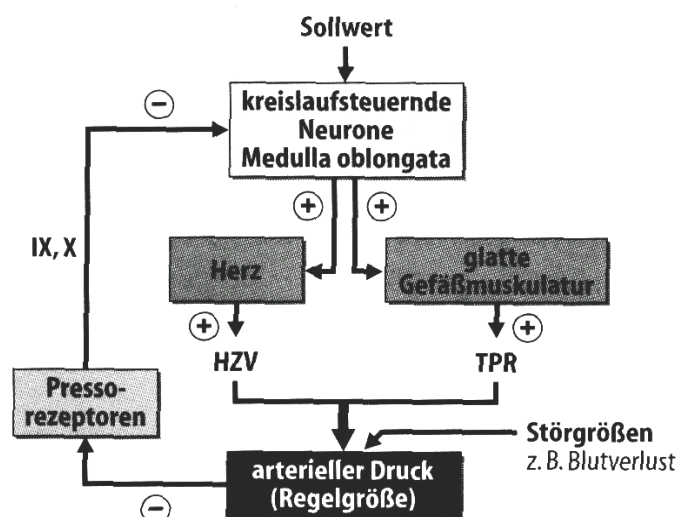 Sollwert
−
kreislaufsteuernde
Neurone
Medulla oblongata
+
+
IX, X
Herz
glatte
Gefäßmuskulatur
+
+
HZV
TPR
Presso-
rezeptoren
Störgrößen
z. B. Blutverlust
arterieller Druck
(Regelgröße)
−